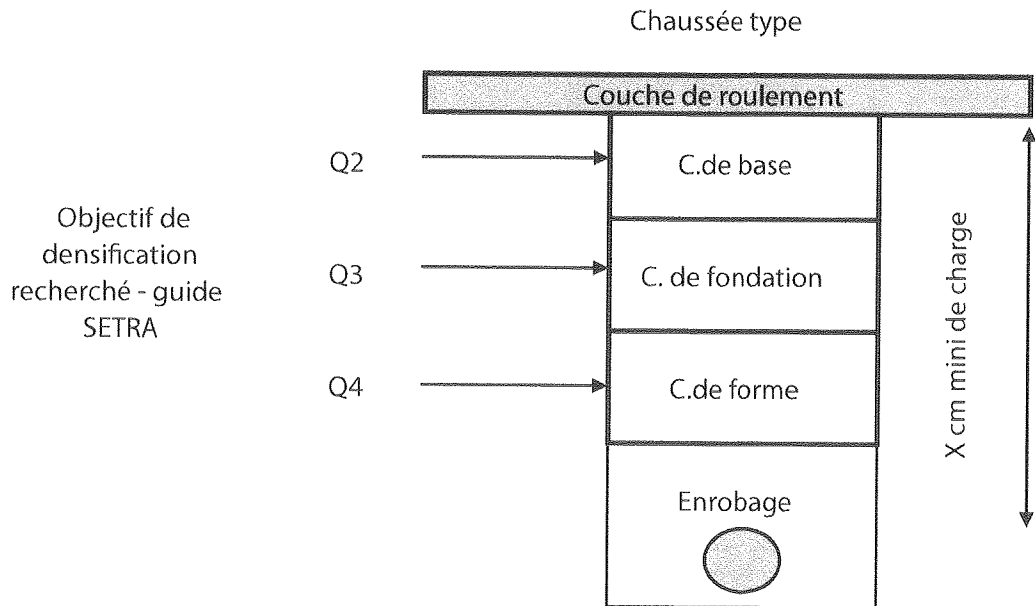 Chaussée type
Couche de roulement
Q2
C.de base
Objectif de
densification
recherché - guide
SETRA
Q3
C. de fondation
Q4
C.de forme
X cm mini de charge
Enrobage